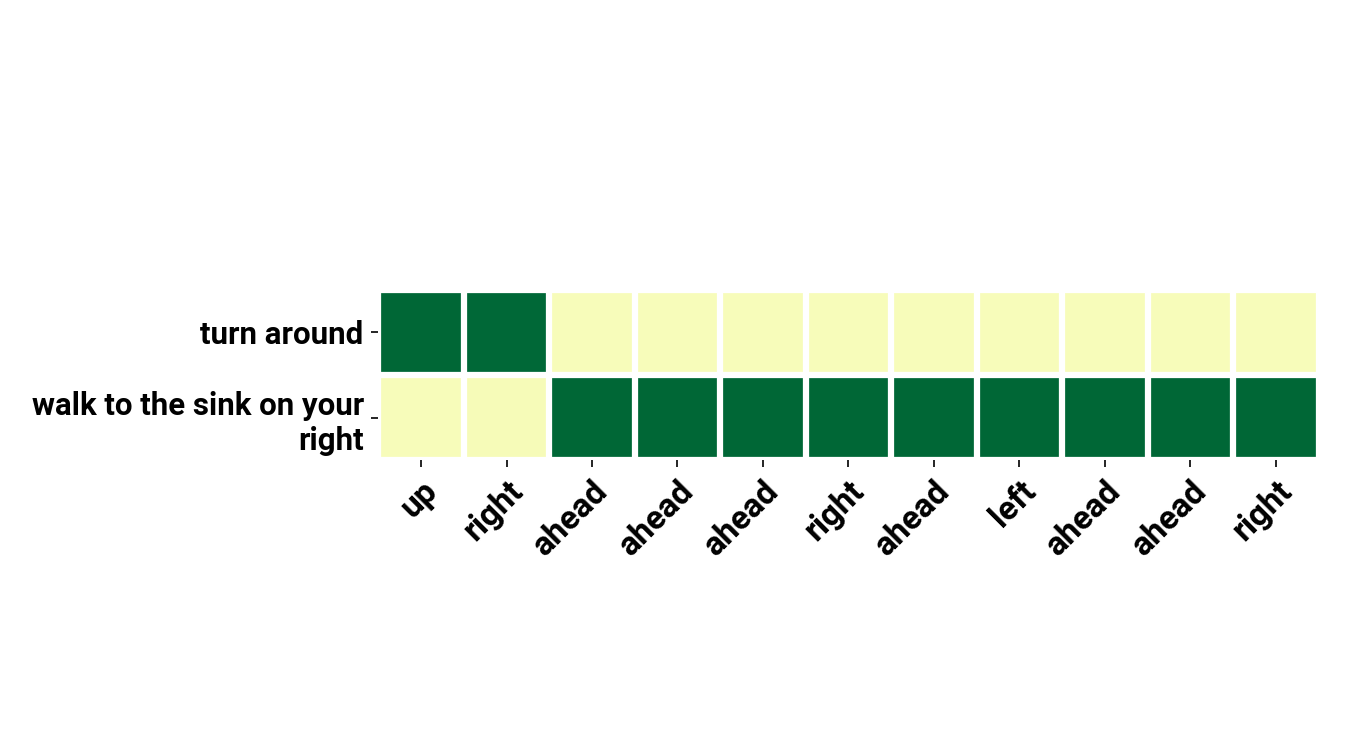 turn around
walk to the sink on your
right
up
right
ahead
ahead
ahead
right
ahead
left
ahead
ahead
right